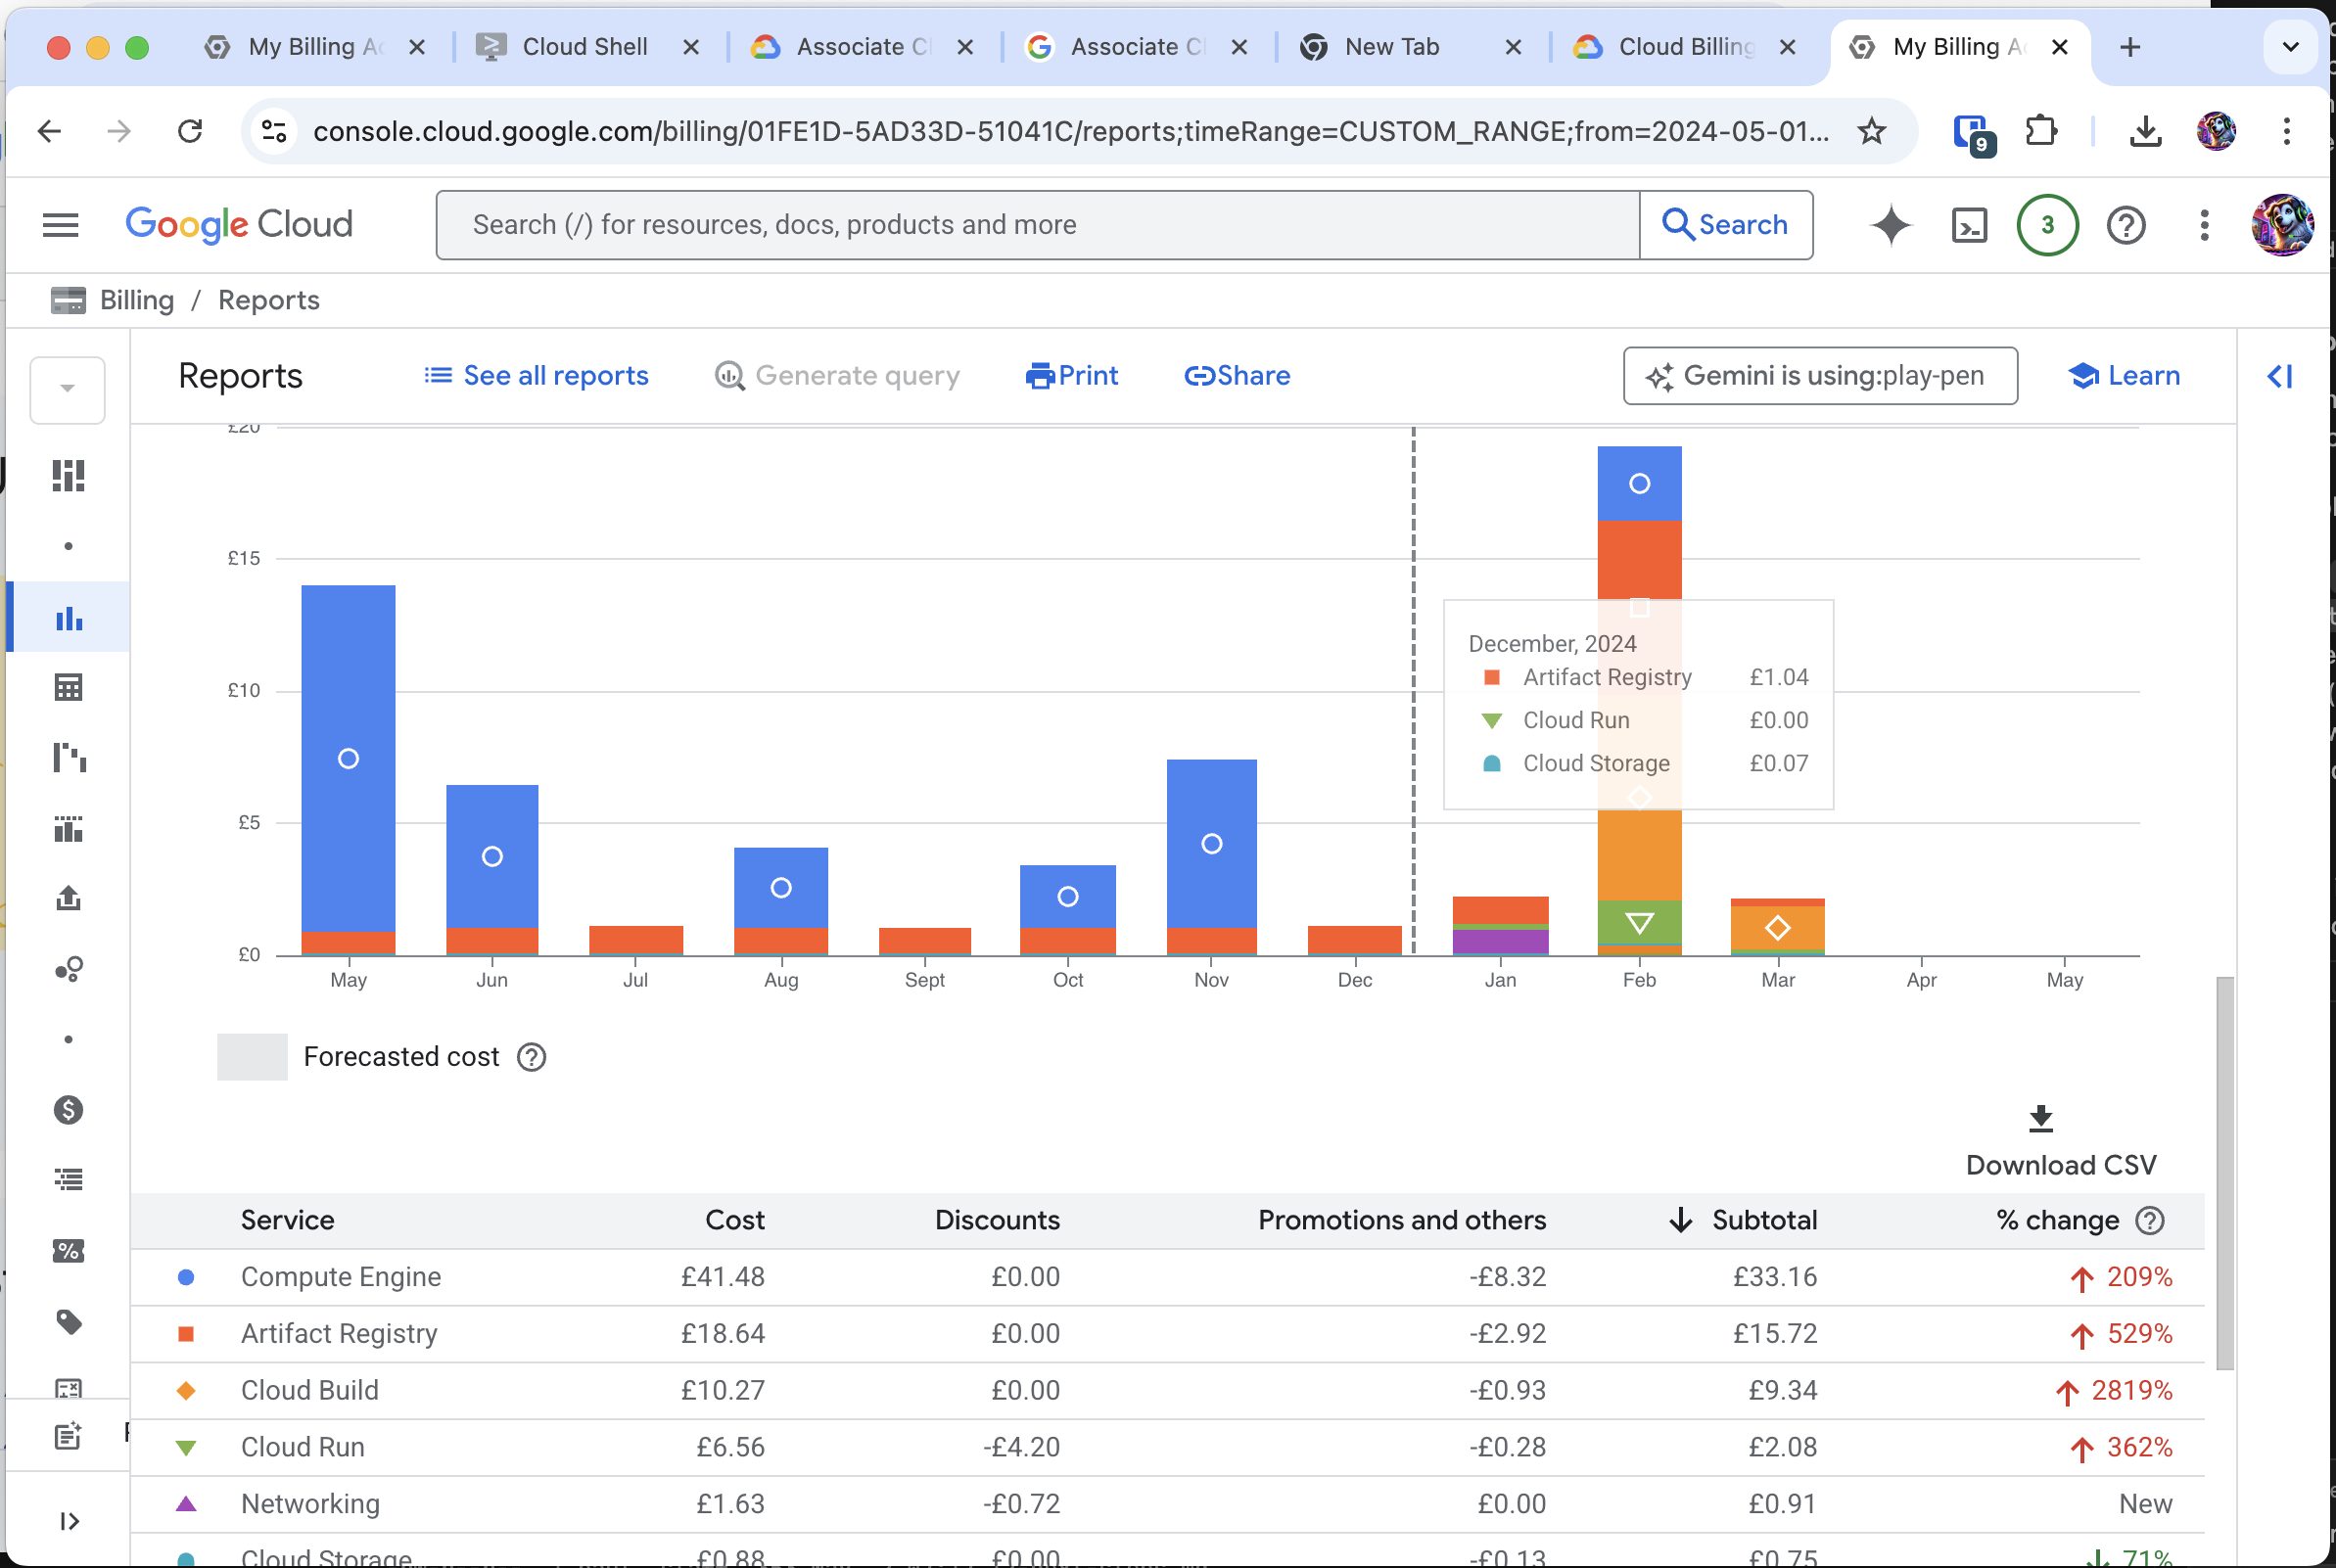 My Billing Ac
Cloud Shell
Associate Cl
Associate Cl
New Tab
Cloud Billing
My Billing Ac
console.cloud.google.com/billing/01FE1D-5AD33D-51041C/reports;timeRange=CUSTOM_RANGE;from=2024-05-01...
9
Google Cloud
Search (/) for resources, docs, products and more
Search
3
Billing / Reports
Reports
See all reports
Generate query
Print
Share
Gemini is using:play-pen
Learn
£20
£15
£10
£5
£0
December, 2024
Artifact Registry £1.04
Cloud Run £0.00
Cloud Storage £0.07
May Jun Jul Aug Sept Oct Nov Dec Jan Feb Mar Apr May
Forecasted cost
Download CSV
Service Cost Discounts Promotions and others Subtotal % change
Compute Engine £41.48 £0.00 -£8.32 £33.16 209%
Artifact Registry £18.64 £0.00 -£2.92 £15.72 529%
Cloud Build £10.27 £0.00 -£0.93 £9.34 2819%
Cloud Run £6.56 -£4.20 -£0.28 £2.08 362%
Networking £1.63 -£0.72 £0.00 £0.91 New
Cloud Storage £0.88 £0.00 -£0.13 £0.75 71%